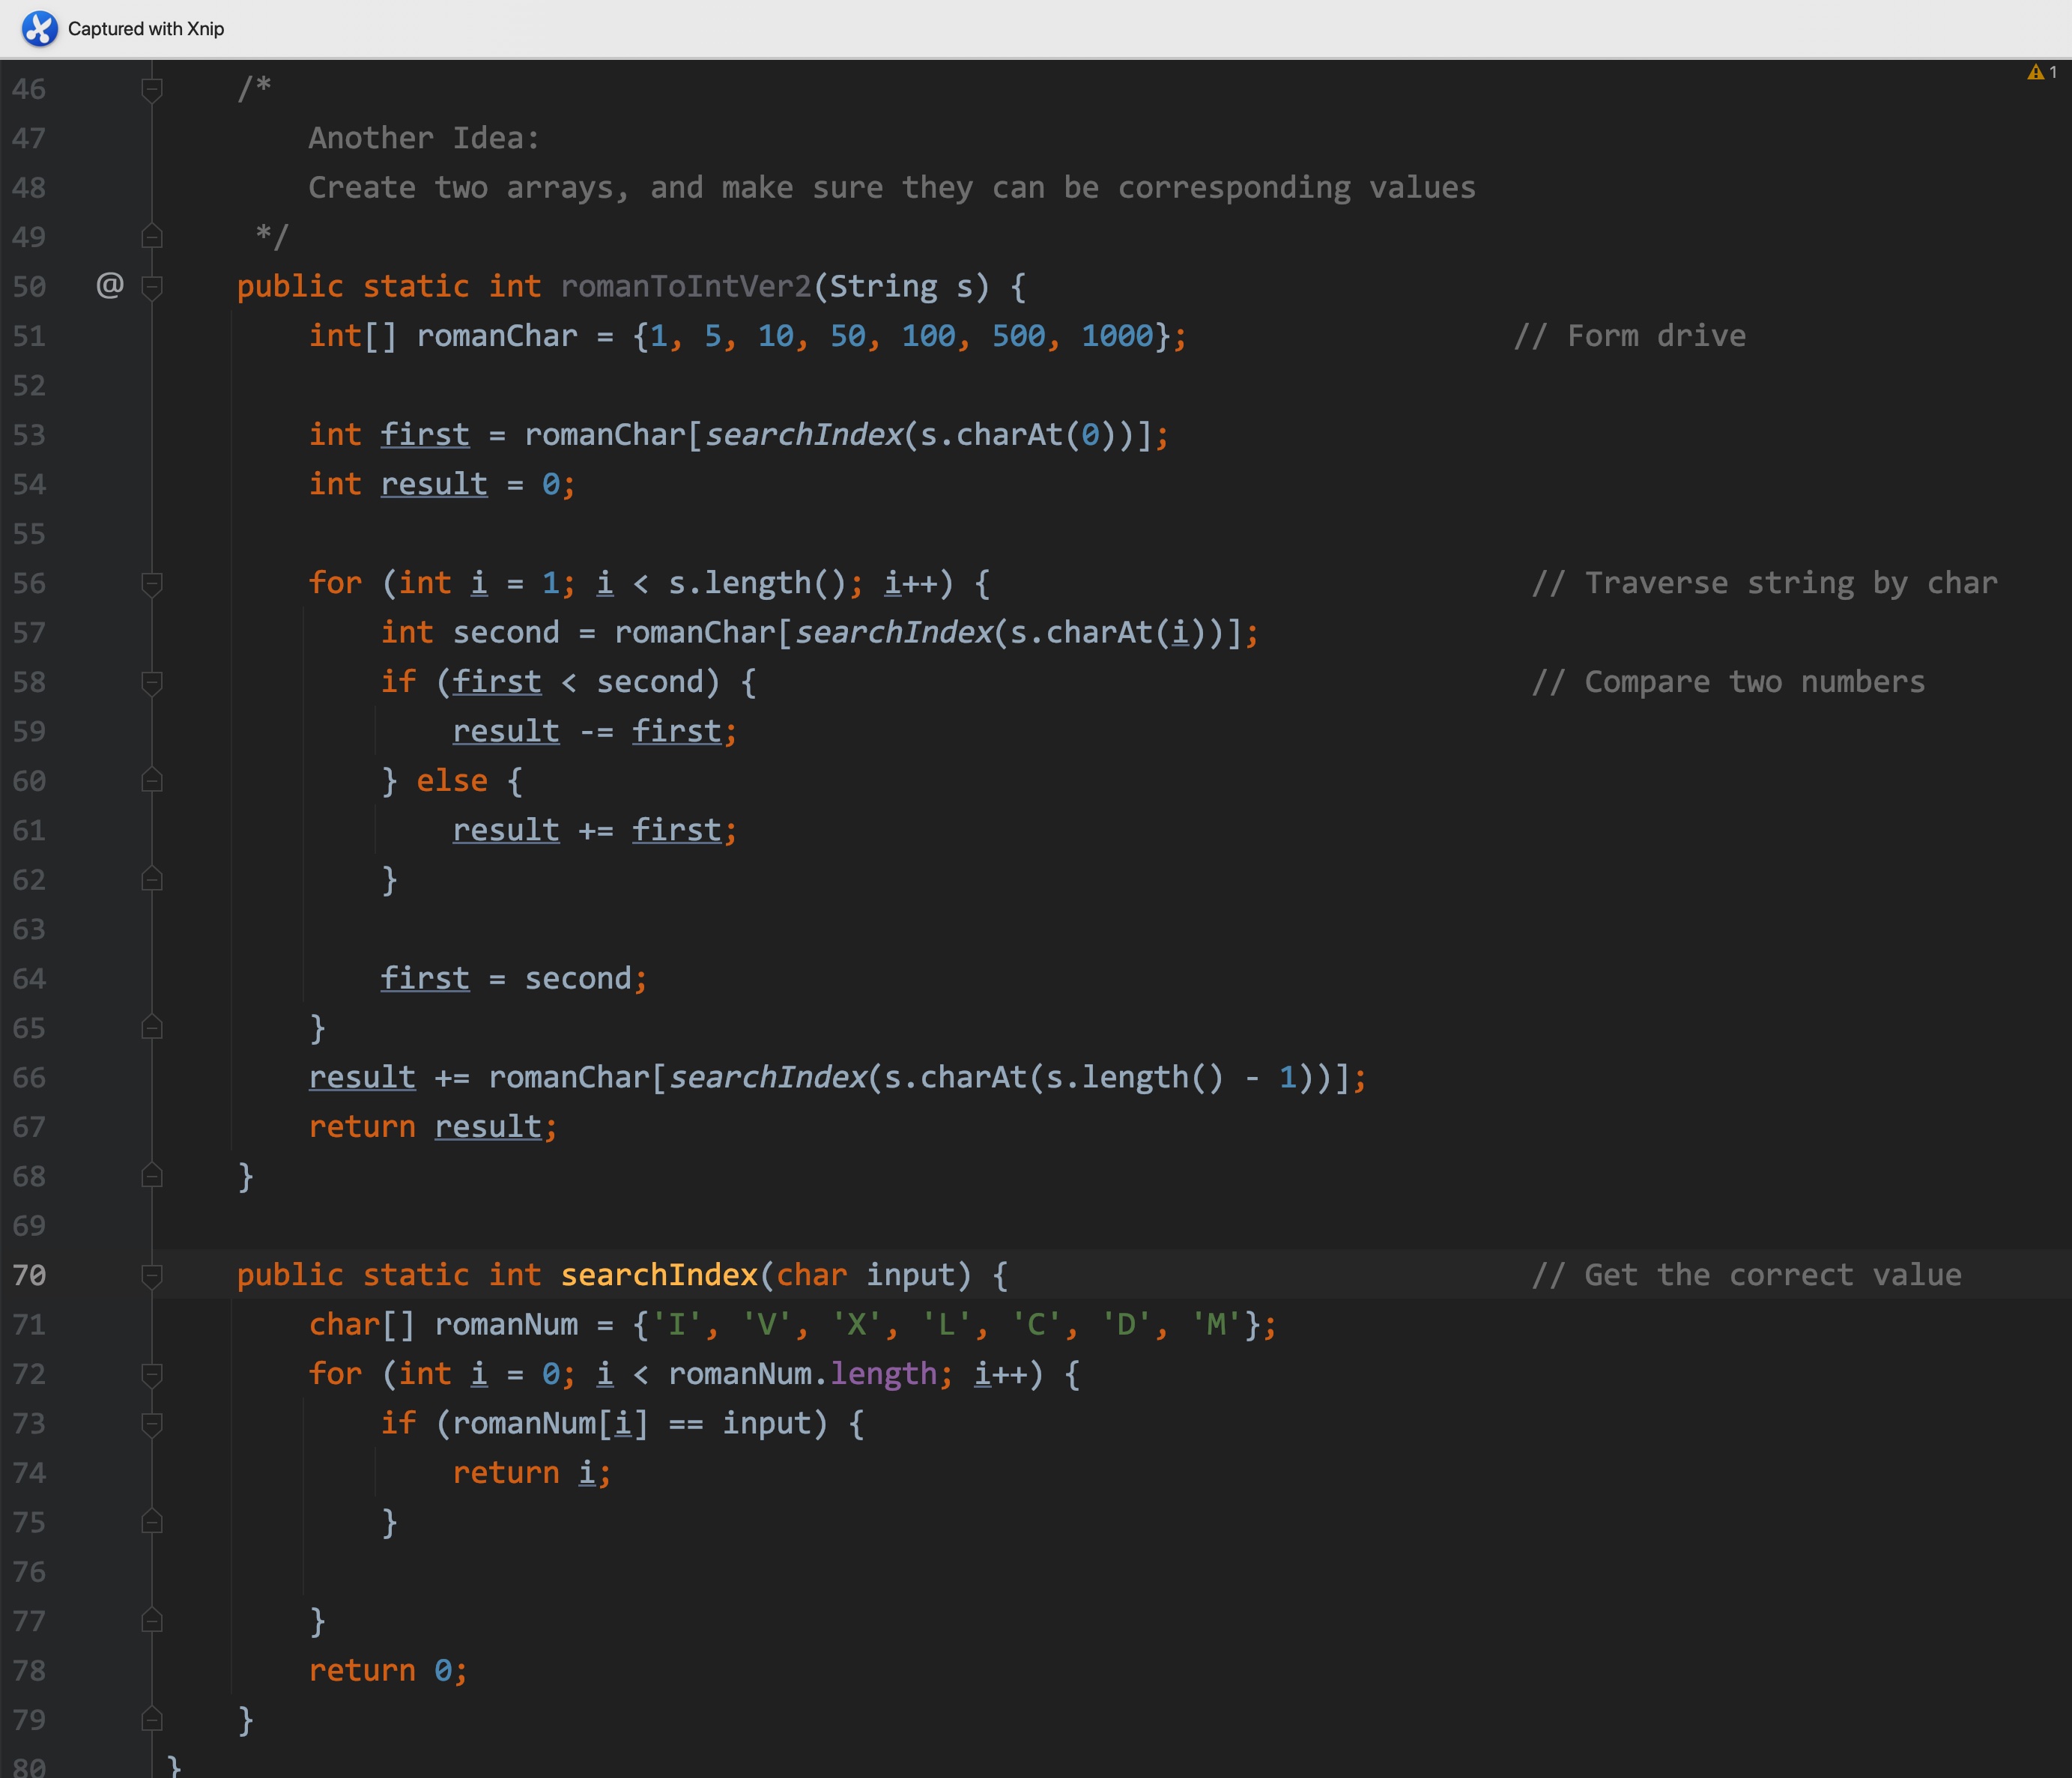 Captured with Xnip
1
46 /*
47 Another Idea:
48 Create two arrays, and make sure they can be corresponding values
49 */
50 @ public static int romanToIntVer2(String s) {
51 int[] romanChar = {1, 5, 10, 50, 100, 500, 1000}; // Form drive
52
53 int first = romanChar[searchIndex(s.charAt(0))];
54 int result = 0;
55
56 for (int i = 1; i < s.length(); i++) { // Traverse string by char
57 int second = romanChar[searchIndex(s.charAt(i))];
58 if (first < second) { // Compare two numbers
59 result -= first;
60 } else {
61 result += first;
62 }
63
64 first = second;
65 }
66 result += romanChar[searchIndex(s.charAt(s.length() - 1))];
67 return result;
68 }
69
70 public static int searchIndex(char input) { // Get the correct value
71 char[] romanNum = {'I', 'V', 'X', 'L', 'C', 'D', 'M'};
72 for (int i = 0; i < romanNum.length; i++) {
73 if (romanNum[i] == input) {
74 return i;
75 }
76
77 }
78 return 0;
79 }
80 }